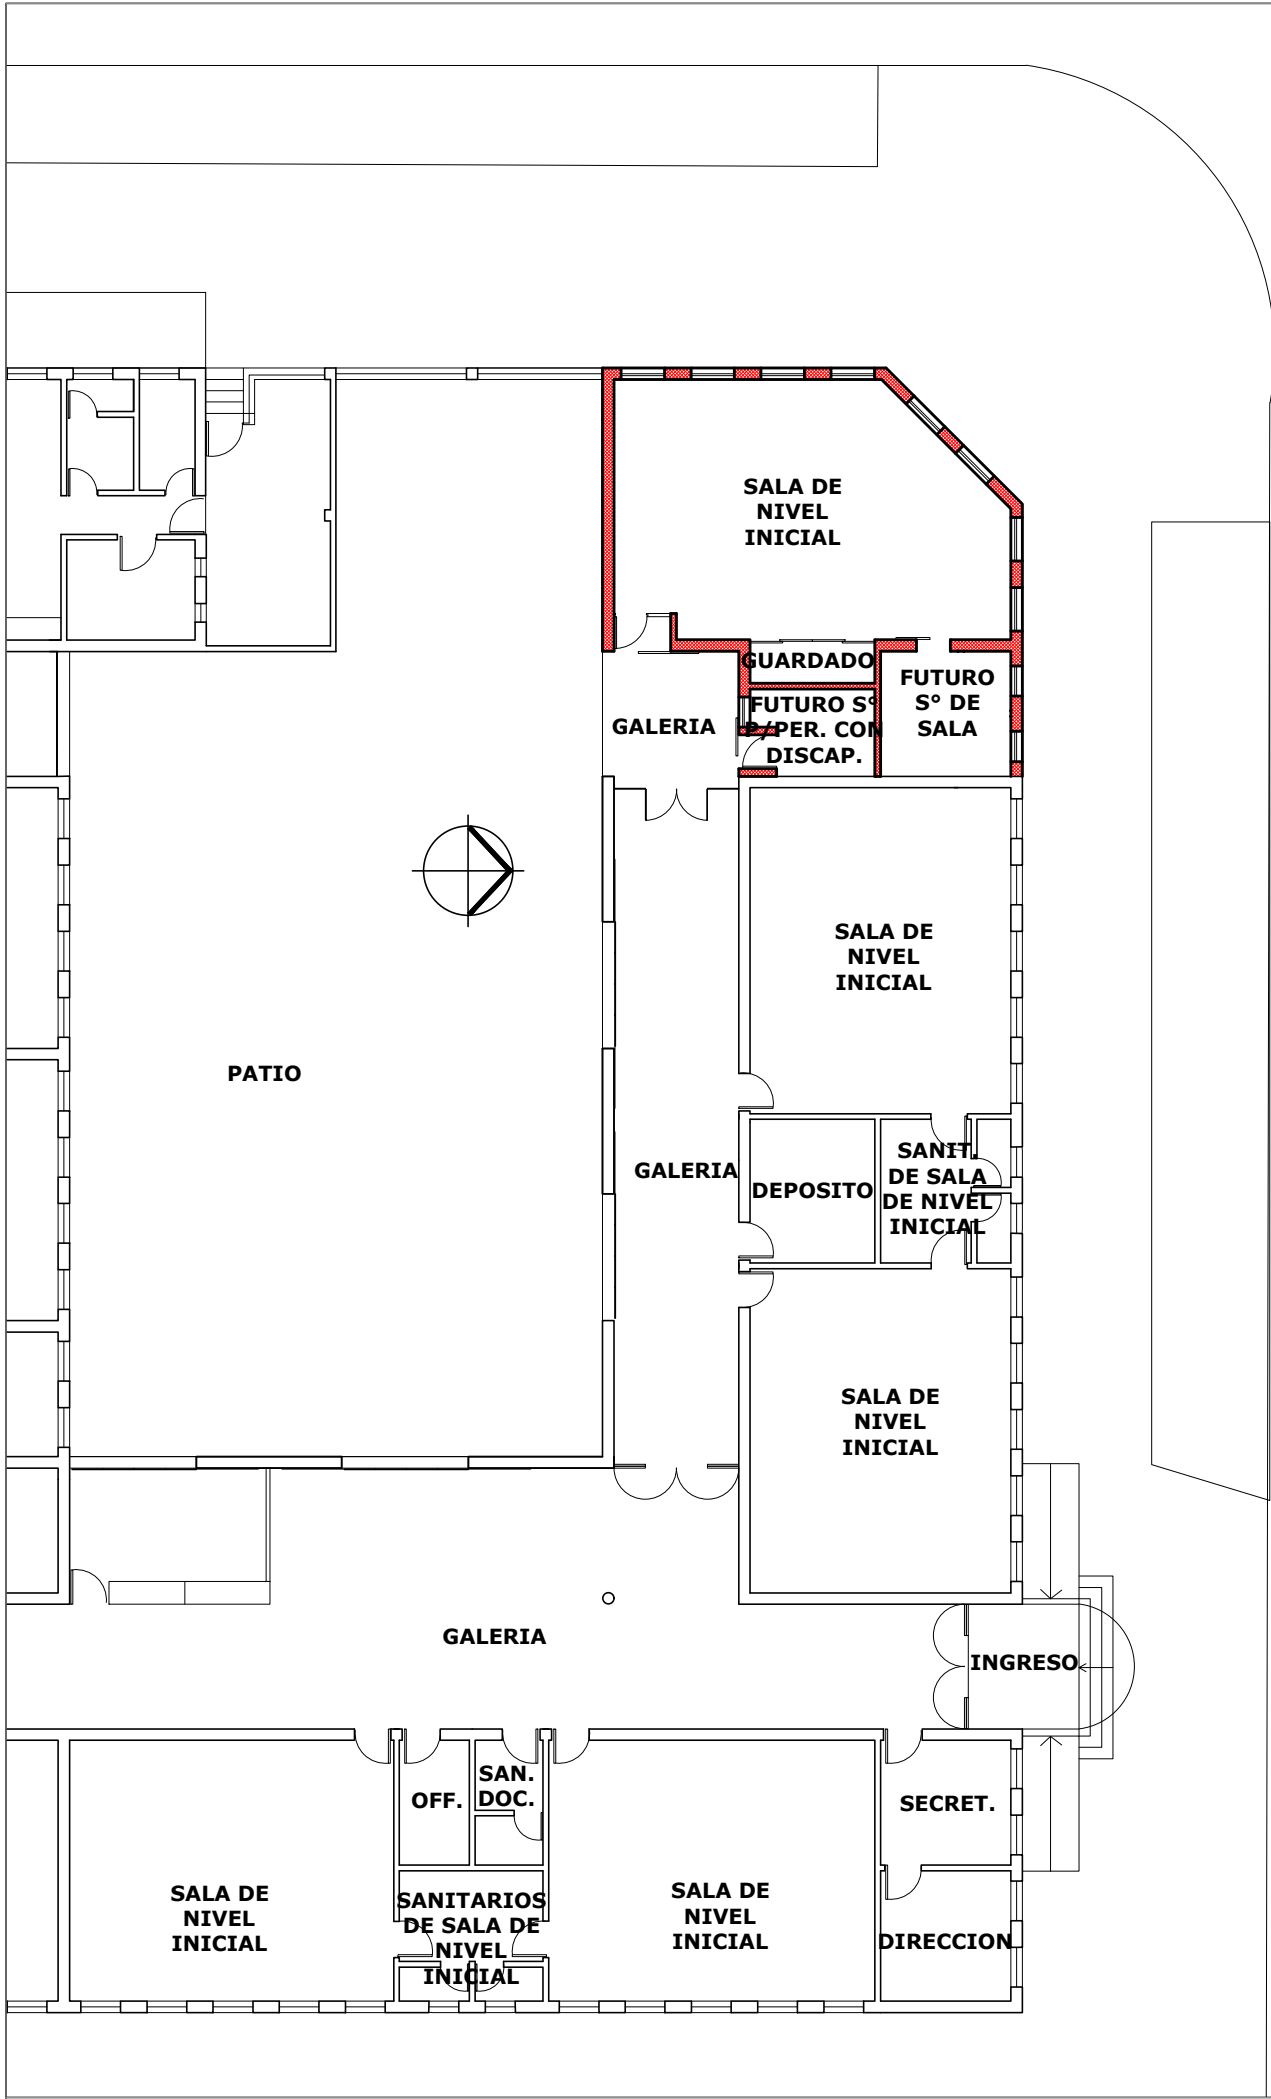 SALA DE
NIVEL
INICIAL
GUARDADO
FUTURO
S° DE
SALA
FUTURO S°
P/PER. CON
DISCAP.
GALERIA
SALA DE
NIVEL
INICIAL
PATIO
GALERIA
DEPOSITO
SANIT.
DE SALA
DE NIVEL
INICIAL
SALA DE
NIVEL
INICIAL
GALERIA
INGRESO
OFF.
SAN.
DOC.
SECRET.
SALA DE
NIVEL
INICIAL
SANITARIOS
DE SALA DE
NIVEL
INICIAL
SALA DE
NIVEL
INICIAL
DIRECCION